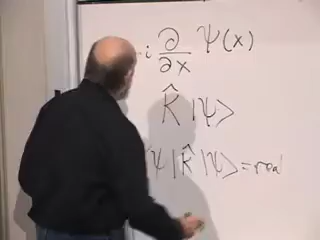 -i ∂/∂x Ψ(x)
K̂ |Ψ>
Ψ | K̂ | Ψ> = real